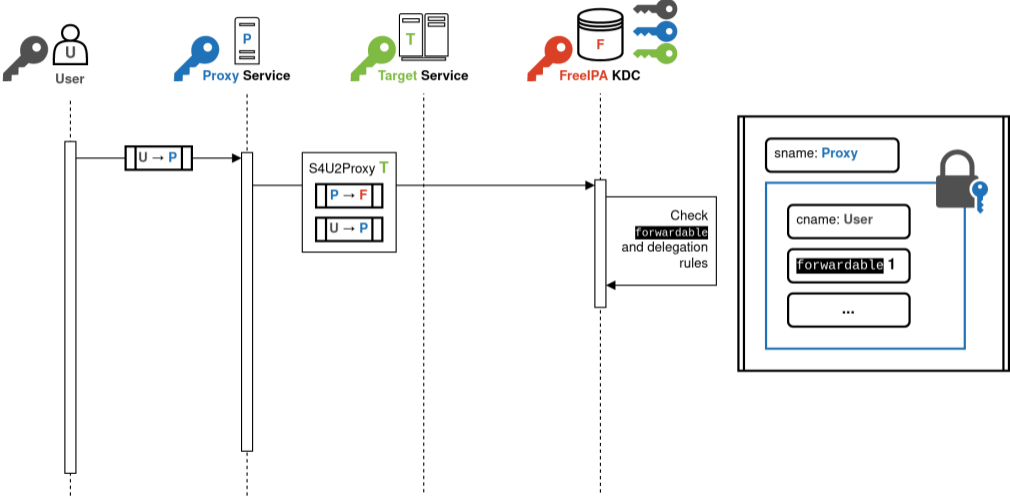 U
P
T
F
User
Proxy Service
Target Service
FreeIPA KDC
U → P
S4U2Proxy T
P → F
U → P
Check
forwardable
and delegation
rules
sname: Proxy
cname: User
forwardable 1
...